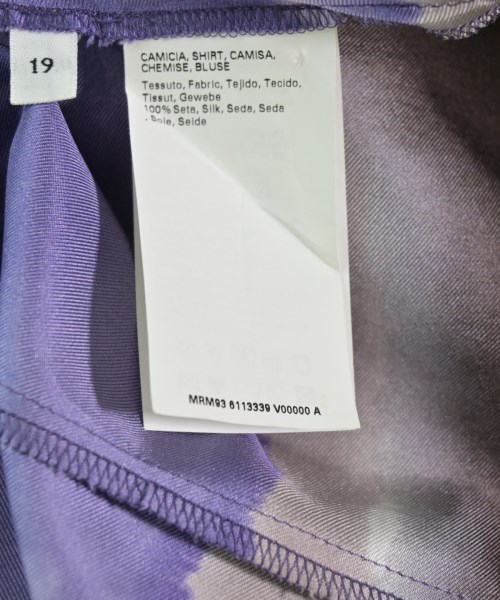 19
CAMICIA, SHIRT, CAMISA,
CHEMISE, BLUSE
Tessuto, Fabric, Tejido, Tecido,
Tissut, Gewebe
100% Seta, Silk, Seda, Seda
Soie, Seide
MRM93 6113339 V00000 A